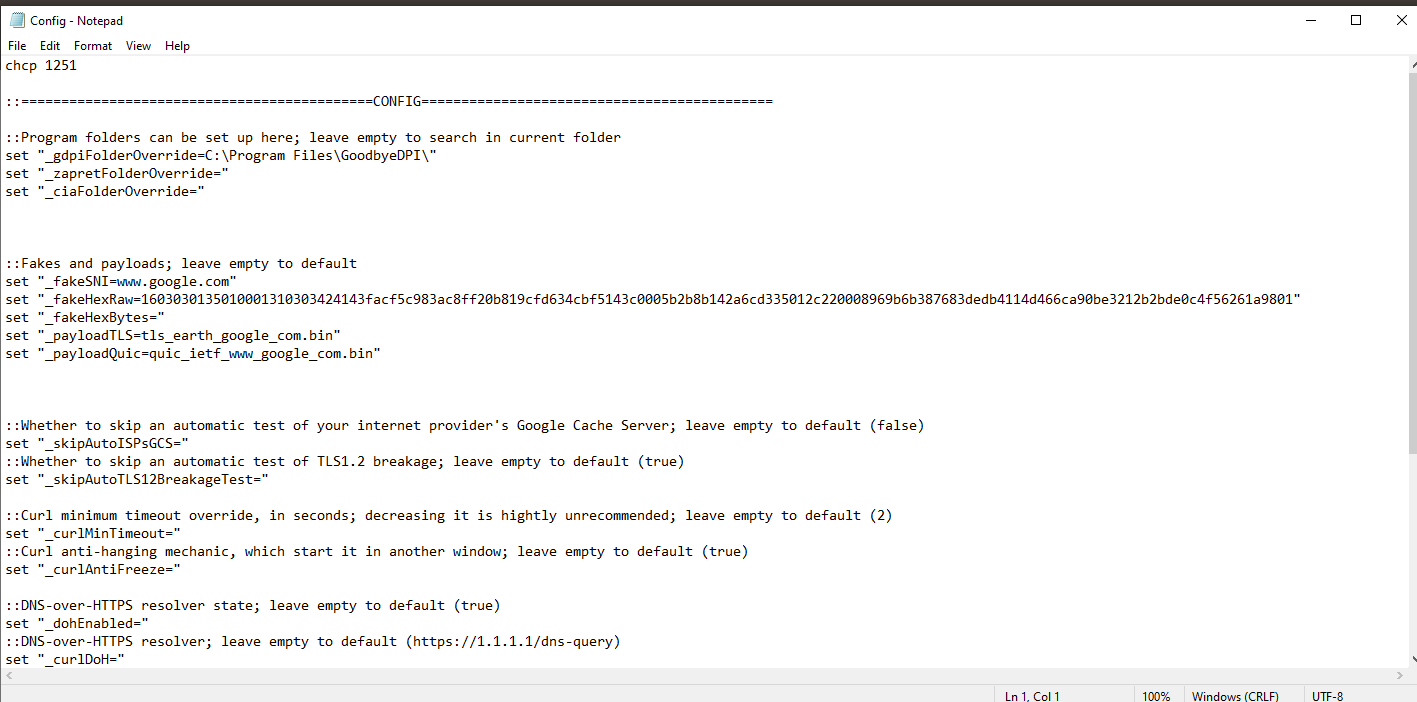 Config - Notepad
File Edit Format View Help
chcp 1251
::============================================CONFIG============================================
::Program folders can be set up here; leave empty to search in current folder
set "_gdpiFolderOverride=C:\Program Files\GoodbyeDPI\"
set "_zapretFolderOverride="
set "_ciaFolderOverride="
::Fakes and payloads; leave empty to default
set "_fakeSNI=www.google.com"
set "_fakeHexRaw=1603030135010001310303424143facf5c983ac8ff20b819cfd634cbf5143c0005b2b8b142a6cd335012c220008969b6b387683dedb4114d466ca90be3212b2bde0c4f56261a9801"
set "_fakeHexBytes="
set "_payloadTLS=tls_earth_google_com.bin"
set "_payloadQuic=quic_ietf_www_google_com.bin"
::Whether to skip an automatic test of your internet provider's Google Cache Server; leave empty to default (false)
set "_skipAutoISPsGCS="
::Whether to skip an automatic test of TLS1.2 breakage; leave empty to default (true)
set "_skipAutoTLS12BreakageTest="
::Curl minimum timeout override, in seconds; decreasing it is hightly unrecommended; leave empty to default (2)
set "_curlMinTimeout="
::Curl anti-hanging mechanic, which start it in another window; leave empty to default (true)
set "_curlAntiFreeze="
::DNS-over-HTTPS resolver state; leave empty to default (true)
set "_dohEnabled="
::DNS-over-HTTPS resolver; leave empty to default (https://1.1.1.1/dns-query)
set "_curlDoH="
Ln 1, Col 1 100% Windows (CRLF) UTF-8